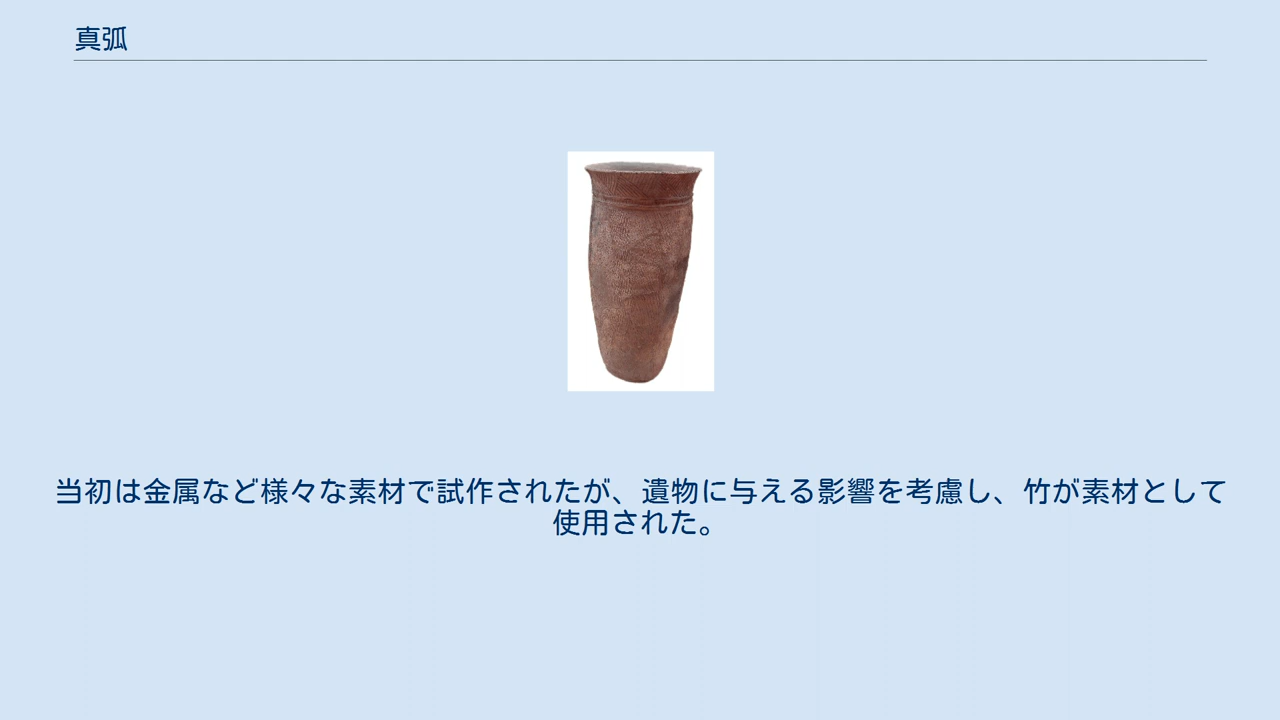 真弧
当初は金属など様々な素材で試作されたが、遺物に与える影響を考慮し、竹が素材として
使用された。